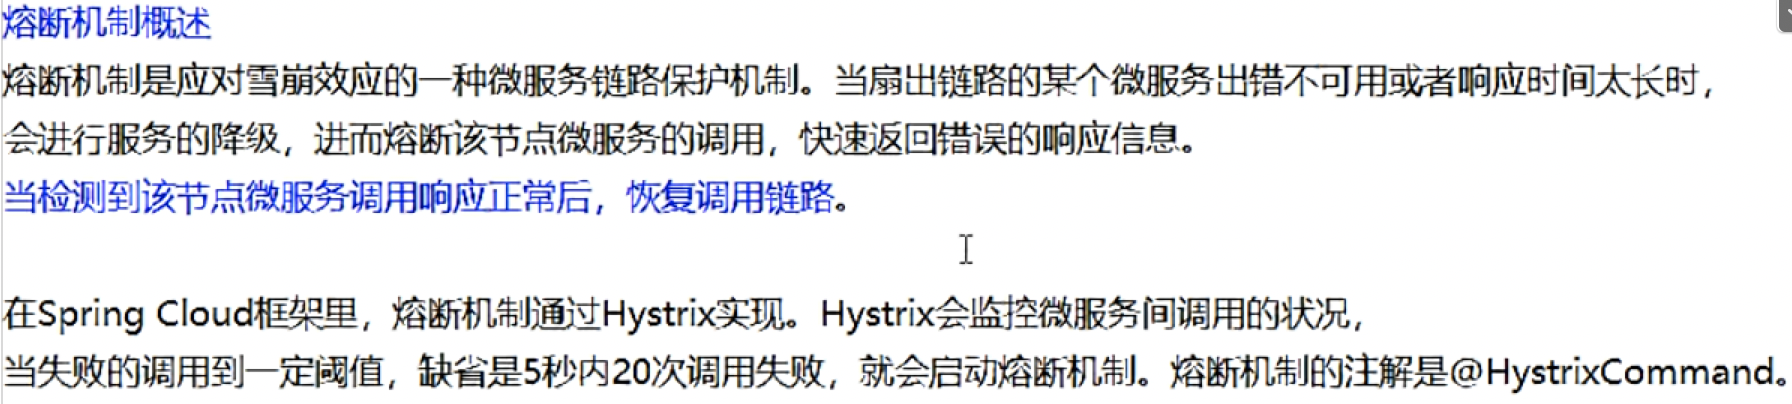 熔断机制概述
熔断机制是应对雪崩效应的一种微服务链路保护机制。当扇出链路的某个微服务出错不可用或者响应时间太长时，
会进行服务的降级，进而熔断该节点微服务的调用，快速返回错误的响应信息。
当检测到该节点微服务调用响应正常后，恢复调用链路。
在Spring Cloud框架里，熔断机制通过Hystrix实现。Hystrix会监控微服务间调用的状况，
当失败的调用到一定阈值，缺省是5秒内20次调用失败，就会启动熔断机制。熔断机制的注解是@HystrixCommand。